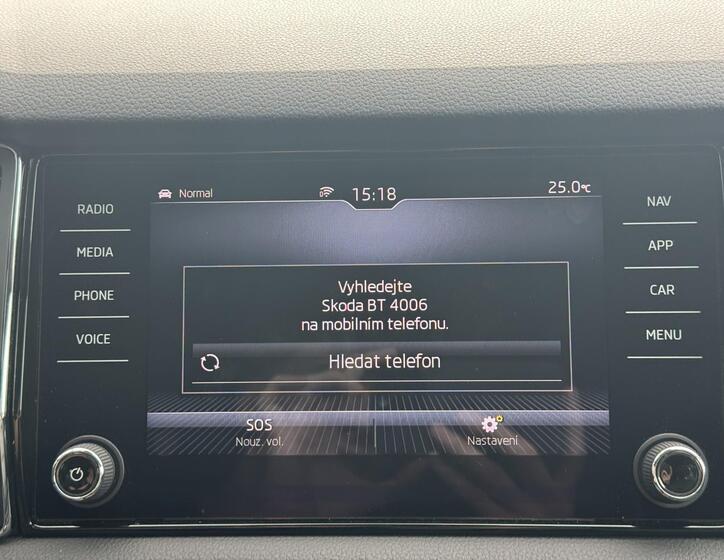 Normal
15:18
25.0°C
RADIO
MEDIA
PHONE
VOICE
NAV
APP
CAR
MENU
Vyhledejte
Skoda BT 4006
na mobilním telefonu.
Hledat telefon
SOS
Nouz. vol.
Nastavení